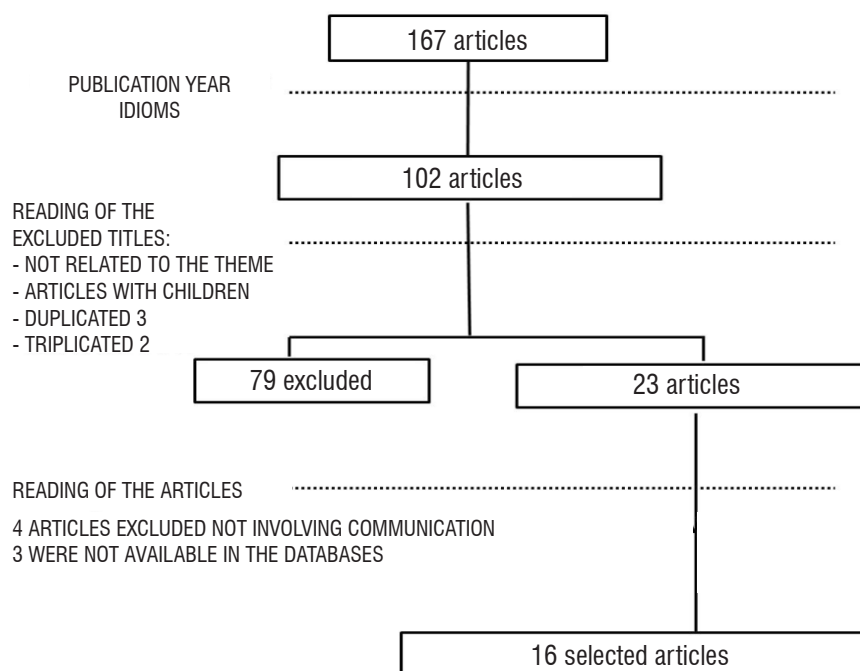 167 articles
PUBLICATION YEAR
IDIOMS
102 articles
READING OF THE
EXCLUDED TITLES:
- NOT RELATED TO THE THEME
- ARTICLES WITH CHILDREN
- DUPLICATED 3
- TRIPLICATED 2
79 excluded
23 articles
READING OF THE ARTICLES
4 ARTICLES EXCLUDED NOT INVOLVING COMMUNICATION
3 WERE NOT AVAILABLE IN THE DATABASES
16 selected articles